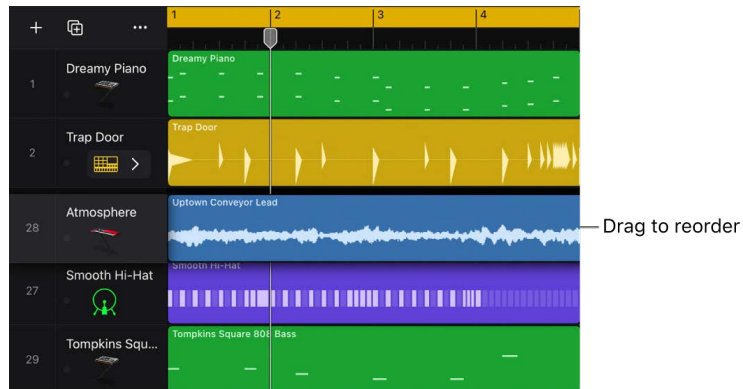 1 2 3 4
1 Dreamy Piano
Dreamy Piano
2 Trap Door
Trap Door
28 Atmosphere
Uptown Conveyor Lead
Drag to reorder
27 Smooth Hi-Hat
Smooth Hi-Hat
29 Tompkins Squ...
Tompkins Square 808 Bass